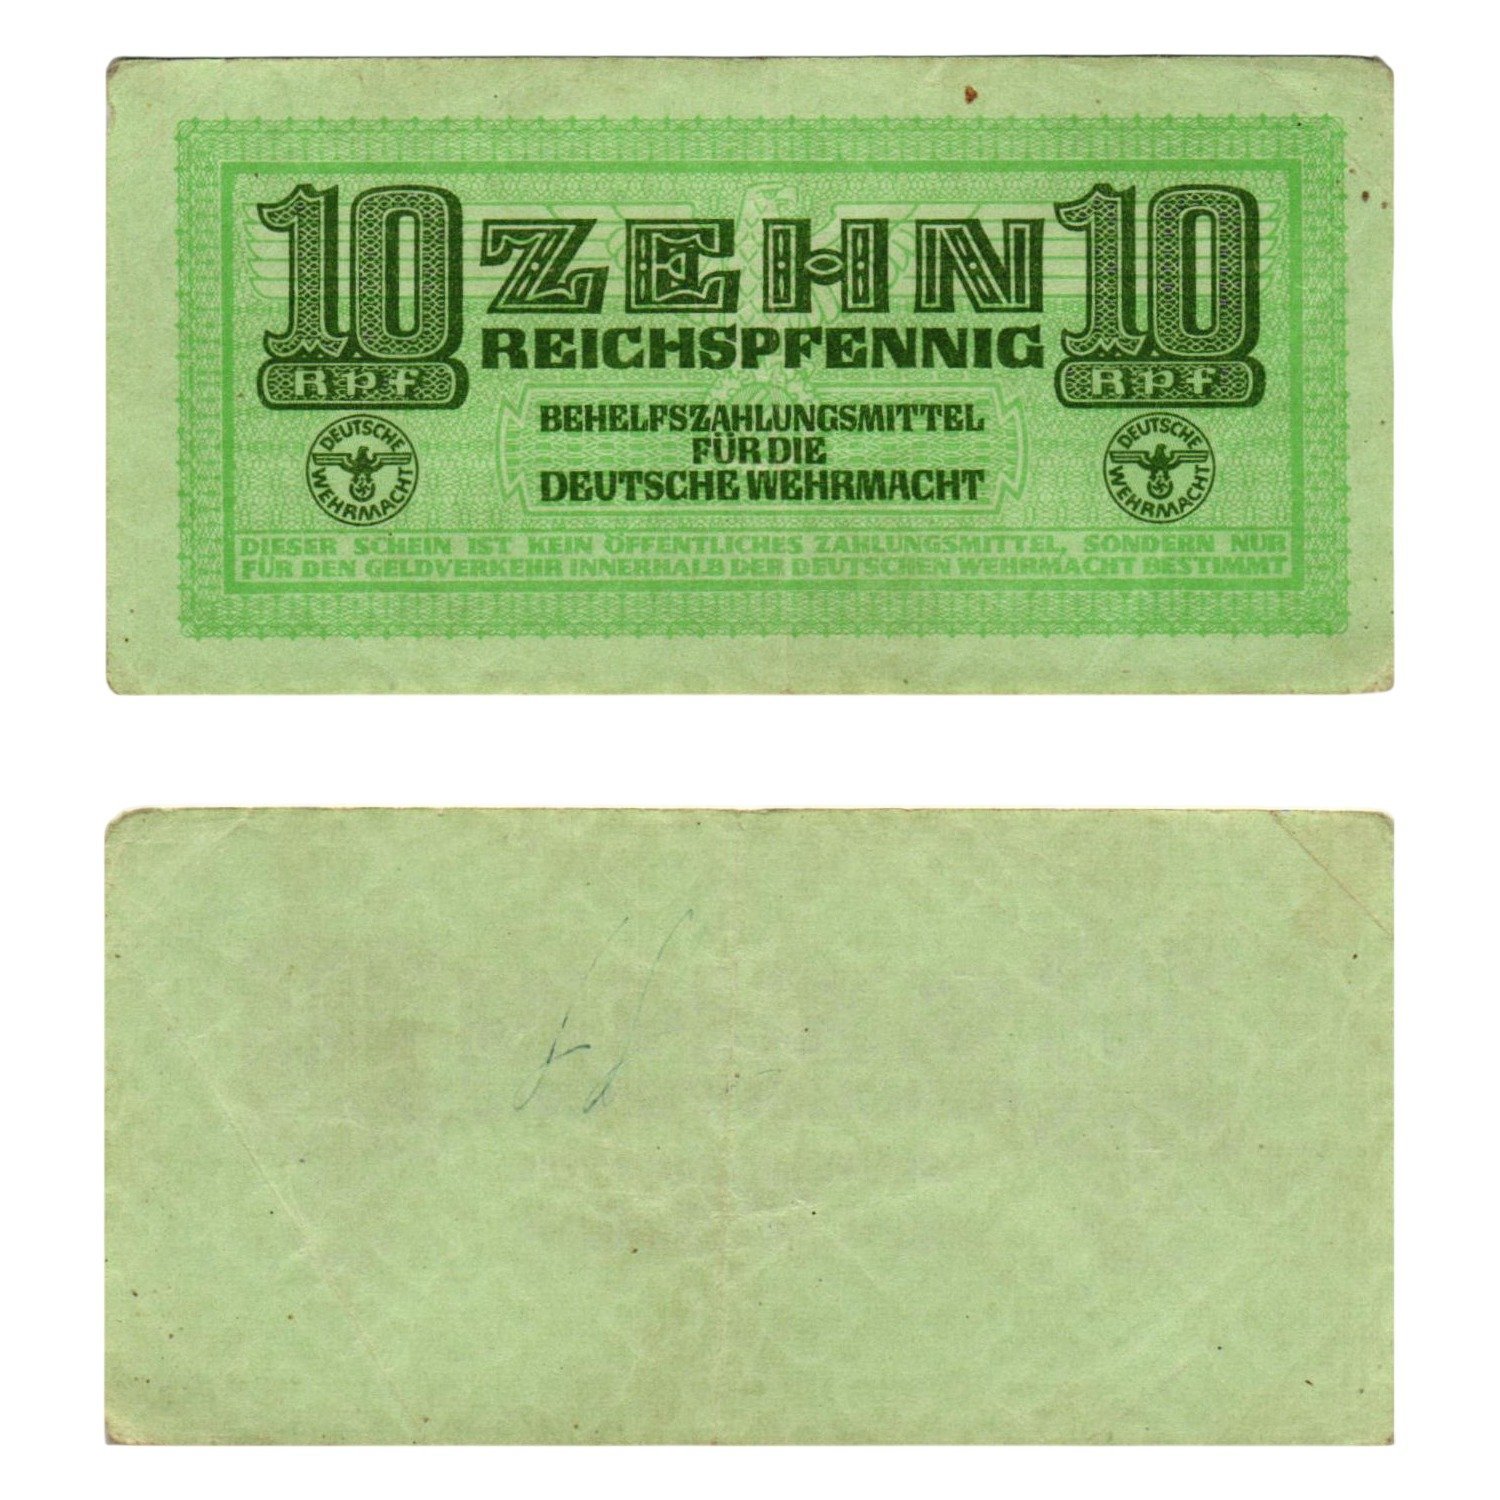 10 ZEHN 10
REICHSPFENNIG
Rpf Rpf
BEHELFSZAHLUNGSMITTEL
FÜR DIE
DEUTSCHE WEHRMACHT
DEUTSCHE WEHRMACHT
DEUTSCHE WEHRMACHT
DIESER SCHEIN IST KEIN ÖFFENTLICHES ZAHLUNGSMITTEL, SONDERN NUR
FÜR DEN GELDVERKEHR INNERHALB DER DEUTSCHEN WEHRMACHT BESTIMMT